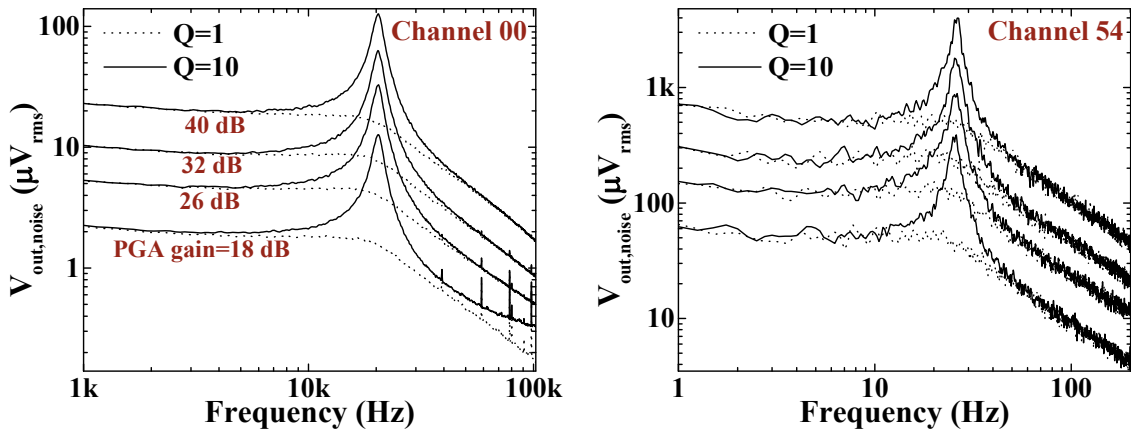 V_out,noise (μV_rms)
100
10
1
Q=1
Q=10
Channel 00
40 dB
32 dB
26 dB
PGA gain=18 dB
1k
10k
100k
Frequency (Hz)
V_out,noise (μV_rms)
1k
100
10
Q=1
Q=10
Channel 54
1
10
100
Frequency (Hz)